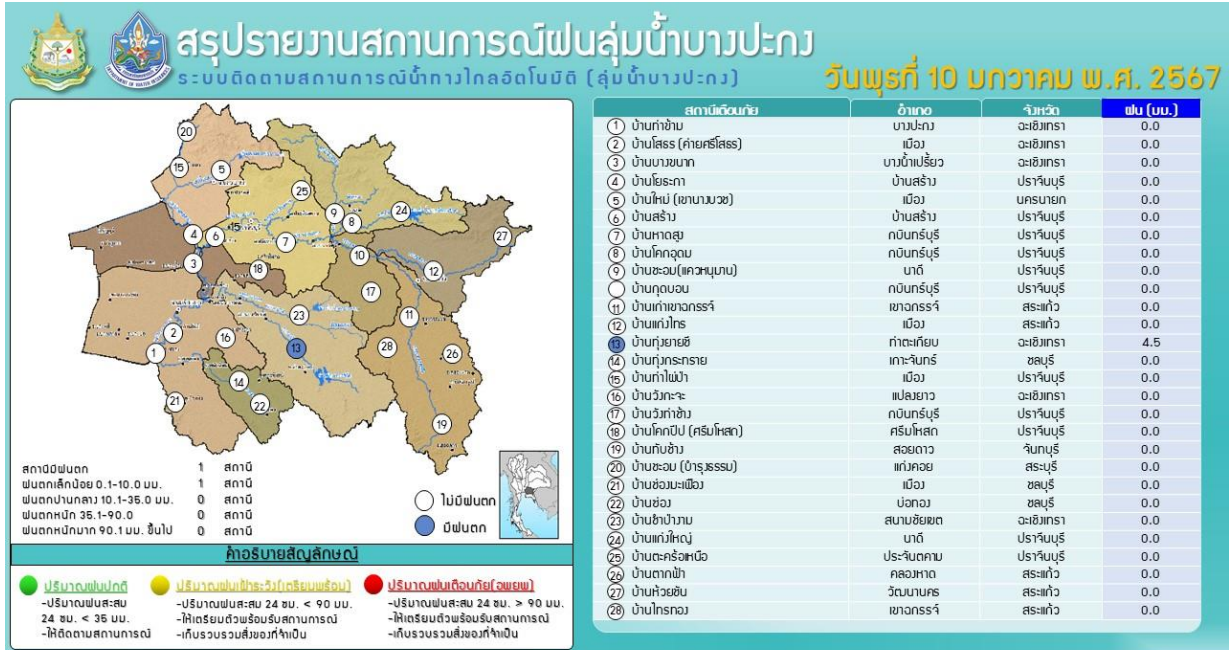 สรุปรายงานสถานการณ์ฝนลุ่มน้ำบางปะกง
ระบบติดตามสถานการณ์น้ำทางไกลอัตโนมัติ (ลุ่มน้ำบางปะกง)
วันพุธที่ 10 มกราคม พ.ศ. 2567
20
15
5
25
24
9
8
4
6
7
27
10
3
18
12
17
11
23
2
16
13
28
26
1
14
22
21
19
สถานีมีฝนตก 1 สถานี
ฝนตกเล็กน้อย 0.1-10.0 มม. 1 สถานี
ฝนตกปานกลาง 10.1-35.0 มม. 0 สถานี
ฝนตกหนัก 35.1-90.0 0 สถานี
ฝนตกหนักมาก 90.1 มม. ขึ้นไป 0 สถานี
ไม่มีฝนตก
มีฝนตก
คำอธิบายสัญลักษณ์
ปริมาณฝนปกติ
-ปริมาณฝนสะสม
24 ชม. < 35 มม.
-ให้ติดตามสถานการณ์
ปริมาณฝนเฝ้าระวัง(เตรียมพร้อม)
-ปริมาณฝนสะสม 24 ชม. < 90 มม.
-ให้เตรียมตัวพร้อมรับสถานการณ์
-เก็บรวบรวมสิ่งของที่จำเป็น
ปริมาณฝนเตือนภัย(อพยพ)
-ปริมาณฝนสะสม 24 ชม. > 90 มม.
-ให้เตรียมตัวพร้อมรับสถานการณ์
-เก็บรวบรวมสิ่งของที่จำเป็น
สถานีเตือนภัย อำเภอ จังหวัด ฝน (มม.)
1 บ้านท่าข้าม บางปะกง ฉะเชิงเทรา 0.0
2 บ้านโสธร (ค่ายศรีโสธร) เมือง ฉะเชิงเทรา 0.0
3 บ้านบางขนาก บางน้ำเปรี้ยว ฉะเชิงเทรา 0.0
4 บ้านโยธะกา บ้านสร้าง ปราจีนบุรี 0.0
5 บ้านใหม่ (เขานางบวช) เมือง นครนายก 0.0
6 บ้านสร้าง บ้านสร้าง ปราจีนบุรี 0.0
7 บ้านหาดสูง กบินทร์บุรี ปราจีนบุรี 0.0
8 บ้านโคกอุดม กบินทร์บุรี ปราจีนบุรี 0.0
9 บ้านซะอม(แควหนุมาน) นาดี ปราจีนบุรี 0.0
บ้านกุดบอน กบินทร์บุรี ปราจีนบุรี 0.0
11 บ้านเก่าเขาฉกรรจ์ เขาฉกรรจ์ สระแก้ว 0.0
12 บ้านแก่งไทร เมือง สระแก้ว 0.0
13 บ้านทุ่งยายชี ท่าตะเกียบ ฉะเชิงเทรา 4.5
14 บ้านทุ่งกระทราย เกาะจันทร์ ชลบุรี 0.0
15 บ้านท่าไผ่ป่า เมือง ปราจีนบุรี 0.0
16 บ้านวังกะจะ แปลงยาว ฉะเชิงเทรา 0.0
17 บ้านวังท่าช้าง กบินทร์บุรี ปราจีนบุรี 0.0
18 บ้านโคกปีป (ศรีมโหสถ) ศรีมโหสถ ปราจีนบุรี 0.0
19 บ้านทับช้าง สอยดาว จันทบุรี 0.0
20 บ้านซะอม (บำรุงธรรม) แก่งคอย สระบุรี 0.0
21 บ้านช่องมะเฟือง เมือง ชลบุรี 0.0
22 บ้านช่อง บ่อทอง ชลบุรี 0.0
23 บ้านชำป่างาม สนามชัยเขต ฉะเชิงเทรา 0.0
24 บ้านแก่งใหญ่ นาดี ปราจีนบุรี 0.0
25 บ้านตะคร้อเหนือ ประจันตคาม ปราจีนบุรี 0.0
26 บ้านตากฟ้า คลองหาด สระแก้ว 0.0
27 บ้านห้วยชัน วัฒนานคร สระแก้ว 0.0
28 บ้านไทรทอง เขาฉกรรจ์ สระแก้ว 0.0